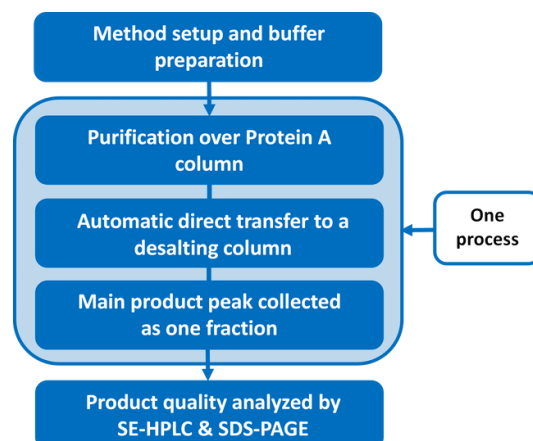 Method setup and buffer
preparation
Purification over Protein A
column
Automatic direct transfer to a
desalting column
One
process
Main product peak collected
as one fraction
Product quality analyzed by
SE-HPLC & SDS-PAGE